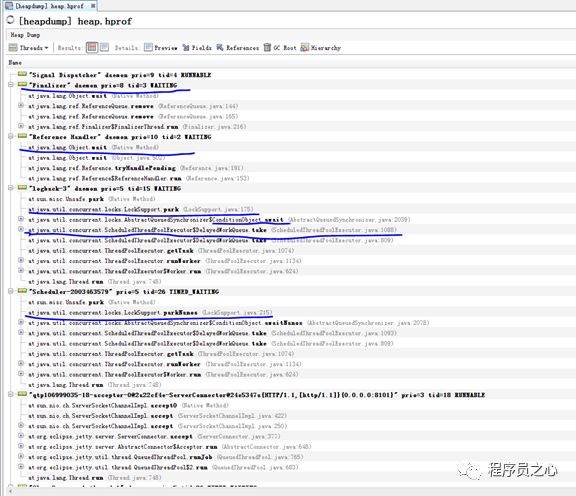 [heapdump] heap.hprof
[heapdump] heap.hprof
Heap Dump
Threads Results: Details: Preview Fields References GC Root Hierarchy
Name
"Signal Dispatcher" daemon prio=9 tid=4 RUNNABLE
"Finalizer" daemon prio=8 tid=3 WAITING
at java.lang.Object.wait (Native Method)
at java.lang.ref.ReferenceQueue.remove (ReferenceQueue.java:144)
at java.lang.ref.ReferenceQueue.remove (ReferenceQueue.java:165)
at java.lang.ref.Finalizer$FinalizerThread.run (Finalizer.java:216)
"Reference Handler" daemon prio=10 tid=2 WAITING
at java.lang.Object.wait (Native Method)
at java.lang.Object.wait (Object.java:502)
at java.lang.ref.Reference.tryHandlePending (Reference.java:191)
at java.lang.ref.Reference$ReferenceHandler.run (Reference.java:153)
"logback-3" daemon prio=5 tid=15 WAITING
at sun.misc.Unsafe.park (Native Method)
at java.util.concurrent.locks.LockSupport.park (LockSupport.java:175)
at java.util.concurrent.locks.AbstractQueuedSynchronizer$ConditionObject.await (AbstractQueuedSynchronizer.java:2039)
at java.util.concurrent.ScheduledThreadPoolExecutor$DelayedWorkQueue.take (ScheduledThreadPoolExecutor.java:1088)
at java.util.concurrent.ScheduledThreadPoolExecutor$DelayedWorkQueue.take (ScheduledThreadPoolExecutor.java:809)
at java.util.concurrent.ThreadPoolExecutor.getTask (ThreadPoolExecutor.java:1074)
at java.util.concurrent.ThreadPoolExecutor.runWorker (ThreadPoolExecutor.java:1134)
at java.util.concurrent.ThreadPoolExecutor$Worker.run (ThreadPoolExecutor.java:624)
at java.lang.Thread.run (Thread.java:748)
"Scheduler-2003463579" prio=5 tid=26 TIMED_WAITING
at sun.misc.Unsafe.park (Native Method)
at java.util.concurrent.locks.LockSupport.parkNanos (LockSupport.java:215)
at java.util.concurrent.locks.AbstractQueuedSynchronizer$ConditionObject.awaitNanos (AbstractQueuedSynchronizer.java:2078)
at java.util.concurrent.ScheduledThreadPoolExecutor$DelayedWorkQueue.take (ScheduledThreadPoolExecutor.java:1093)
at java.util.concurrent.ScheduledThreadPoolExecutor$DelayedWorkQueue.take (ScheduledThreadPoolExecutor.java:809)
at java.util.concurrent.ThreadPoolExecutor.getTask (ThreadPoolExecutor.java:1074)
at java.util.concurrent.ThreadPoolExecutor.runWorker (ThreadPoolExecutor.java:1134)
at java.util.concurrent.ThreadPoolExecutor$Worker.run (ThreadPoolExecutor.java:624)
at java.lang.Thread.run (Thread.java:748)
"qtp106999035-18-acceptor-0@2a22cf4e-ServerConnector@24e5347a{HTTP/1.1,[http/1.1]}{0.0.0.0:8101}" prio=3 tid=18 RUNNABLE
at sun.nio.ch.ServerSocketChannelImpl.accept0 (Native Method)
at sun.nio.ch.ServerSocketChannelImpl.accept (ServerSocketChannelImpl.java:422)
at sun.nio.ch.ServerSocketChannelImpl.accept (ServerSocketChannelImpl.java:250)
at org.eclipse.jetty.server.ServerConnector.accept (ServerConnector.java:377)
at org.eclipse.jetty.server.AbstractConnector$Acceptor.run (AbstractConnector.java:648)
at org.eclipse.jetty.util.thread.QueuedThreadPool.runJob (QueuedThreadPool.java:765)
at org.eclipse.jetty.util.thread.QueuedThreadPool$2.run (QueuedThreadPool.java:683)
at java.lang.Thread.run (Thread.java:748)
程序员之心